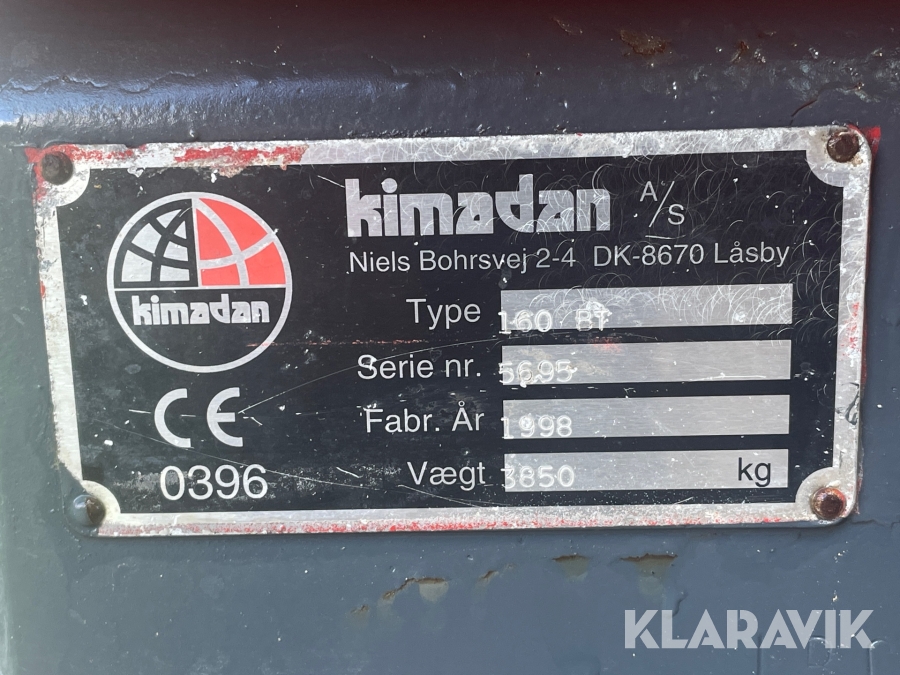 kimadan A/S
Niels Bohrsvej 2-4 DK-8670 Låsby
kimadan
Type 160 BT
Serie nr. 5695
Fabr. År 1998
Vægt 3850 kg
CE
0396
KLARAVIK